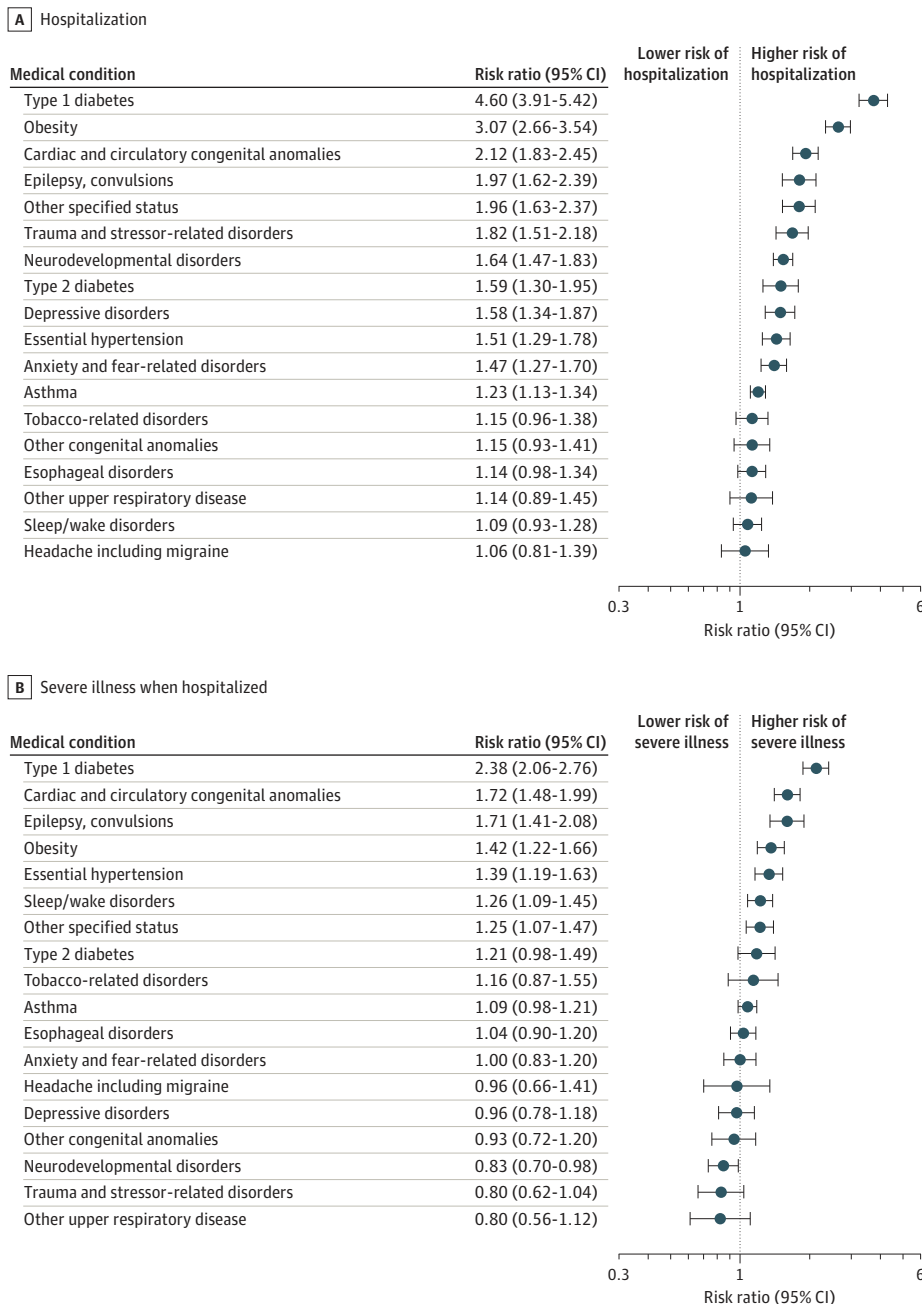 A Hospitalization
Lower risk of Higher risk of
Medical condition Risk ratio (95% CI) hospitalization hospitalization
Type 1 diabetes 4.60 (3.91-5.42)
Obesity 3.07 (2.66-3.54)
Cardiac and circulatory congenital anomalies 2.12 (1.83-2.45)
Epilepsy, convulsions 1.97 (1.62-2.39)
Other specified status 1.96 (1.63-2.37)
Trauma and stressor-related disorders 1.82 (1.51-2.18)
Neurodevelopmental disorders 1.64 (1.47-1.83)
Type 2 diabetes 1.59 (1.30-1.95)
Depressive disorders 1.58 (1.34-1.87)
Essential hypertension 1.51 (1.29-1.78)
Anxiety and fear-related disorders 1.47 (1.27-1.70)
Asthma 1.23 (1.13-1.34)
Tobacco-related disorders 1.15 (0.96-1.38)
Other congenital anomalies 1.15 (0.93-1.41)
Esophageal disorders 1.14 (0.98-1.34)
Other upper respiratory disease 1.14 (0.89-1.45)
Sleep/wake disorders 1.09 (0.93-1.28)
Headache including migraine 1.06 (0.81-1.39)
0.3 1 6
Risk ratio (95% CI)
B Severe illness when hospitalized
Lower risk of Higher risk of
Medical condition Risk ratio (95% CI) severe illness severe illness
Type 1 diabetes 2.38 (2.06-2.76)
Cardiac and circulatory congenital anomalies 1.72 (1.48-1.99)
Epilepsy, convulsions 1.71 (1.41-2.08)
Obesity 1.42 (1.22-1.66)
Essential hypertension 1.39 (1.19-1.63)
Sleep/wake disorders 1.26 (1.09-1.45)
Other specified status 1.25 (1.07-1.47)
Type 2 diabetes 1.21 (0.98-1.49)
Tobacco-related disorders 1.16 (0.87-1.55)
Asthma 1.09 (0.98-1.21)
Esophageal disorders 1.04 (0.90-1.20)
Anxiety and fear-related disorders 1.00 (0.83-1.20)
Headache including migraine 0.96 (0.66-1.41)
Depressive disorders 0.96 (0.78-1.18)
Other congenital anomalies 0.93 (0.72-1.20)
Neurodevelopmental disorders 0.83 (0.70-0.98)
Trauma and stressor-related disorders 0.80 (0.62-1.04)
Other upper respiratory disease 0.80 (0.56-1.12)
0.3 1 6
Risk ratio (95% CI)